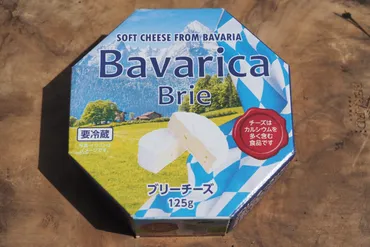 SOFT CHEESE FROM BAVARIA
Bavarica
Brie
要冷蔵
チーズは
カルシウムを
多く含む
食品です
ブリーチーズ
125g